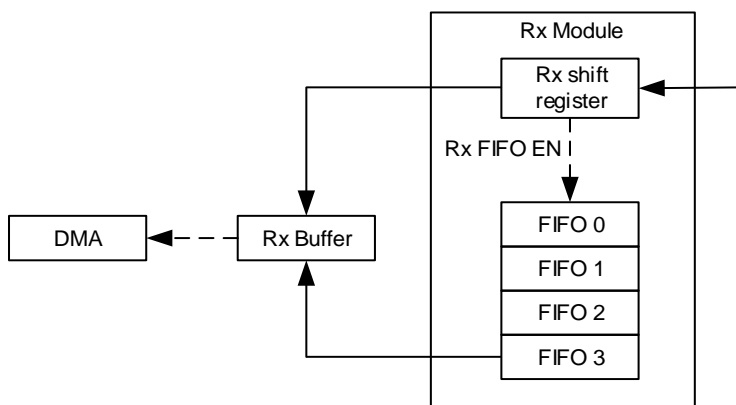 Rx Module
Rx shift
register
Rx FIFO EN
FIFO 0
DMA
Rx Buffer
FIFO 1
FIFO 2
FIFO 3